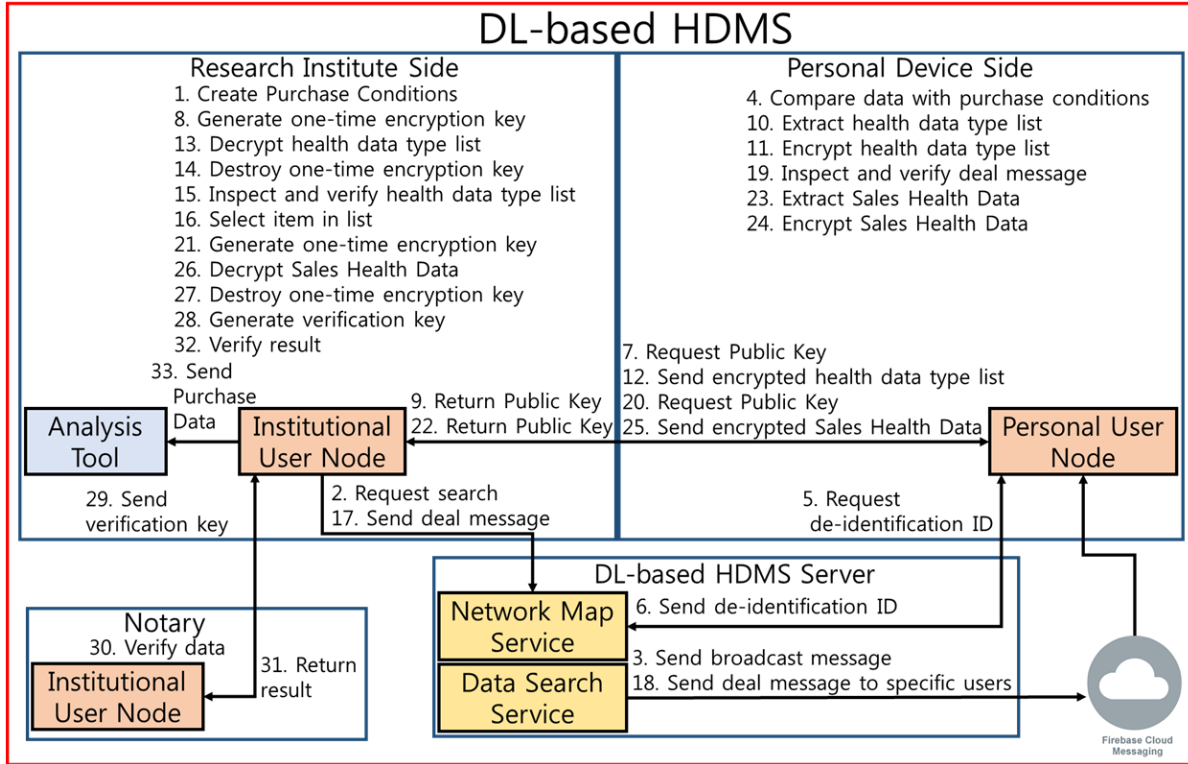 DL-based HDMS
Research Institute Side
1. Create Purchase Conditions
8. Generate one-time encryption key
13. Decrypt health data type list
14. Destroy one-time encryption key
15. Inspect and verify health data type list
16. Select item in list
21. Generate one-time encryption key
26. Decrypt Sales Health Data
27. Destroy one-time encryption key
28. Generate verification key
32. Verify result
33. Send
Purchase
Data
Analysis
Tool
Institutional
User Node
9. Return Public Key
22. Return Public Key
29. Send
verification key
2. Request search
17. Send deal message
Personal Device Side
4. Compare data with purchase conditions
10. Extract health data type list
11. Encrypt health data type list
19. Inspect and verify deal message
23. Extract Sales Health Data
24. Encrypt Sales Health Data
7. Request Public Key
12. Send encrypted health data type list
20. Request Public Key
25. Send encrypted Sales Health Data
Personal User
Node
5. Request
de-identification ID
DL-based HDMS Server
Network Map
Service
6. Send de-identification ID
Data Search
Service
3. Send broadcast message
18. Send deal message to specific users
Firebase Cloud
Messaging
Notary
30. Verify data
Institutional
User Node
31. Return
result